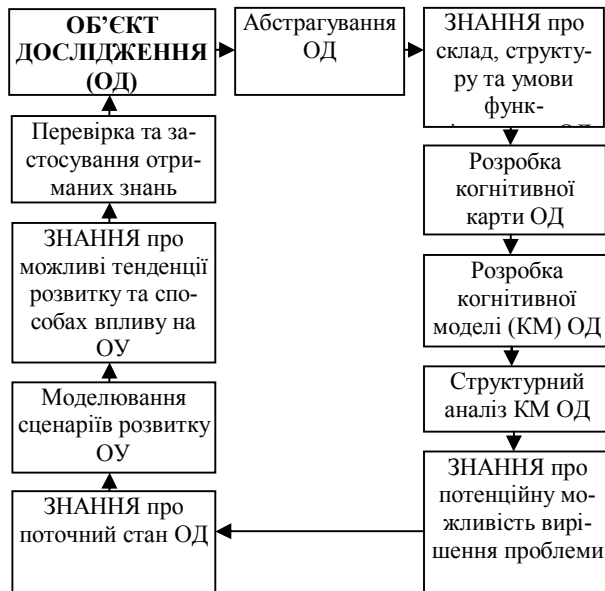 ОБ’ЄКТ
ДОСЛІДЖЕННЯ
(ОД)
Абстрагування
ОД
ЗНАННЯ про
склад, структу-
ру та умови
функ-
Розробка
когнітивної
карти ОД
Розробка
когнітивної
моделі (КМ) ОД
Структурний
аналіз КМ ОД
ЗНАННЯ про
потенційну мо-
жливість вирі-
шення проблеми
ЗНАННЯ про
поточний стан ОД
Моделювання
сценаріїв розвитку
ОУ
ЗНАННЯ про
можливі тенденції
розвитку та спо-
собах впливу на
ОУ
Перевірка та за-
стосування отри-
маних знань